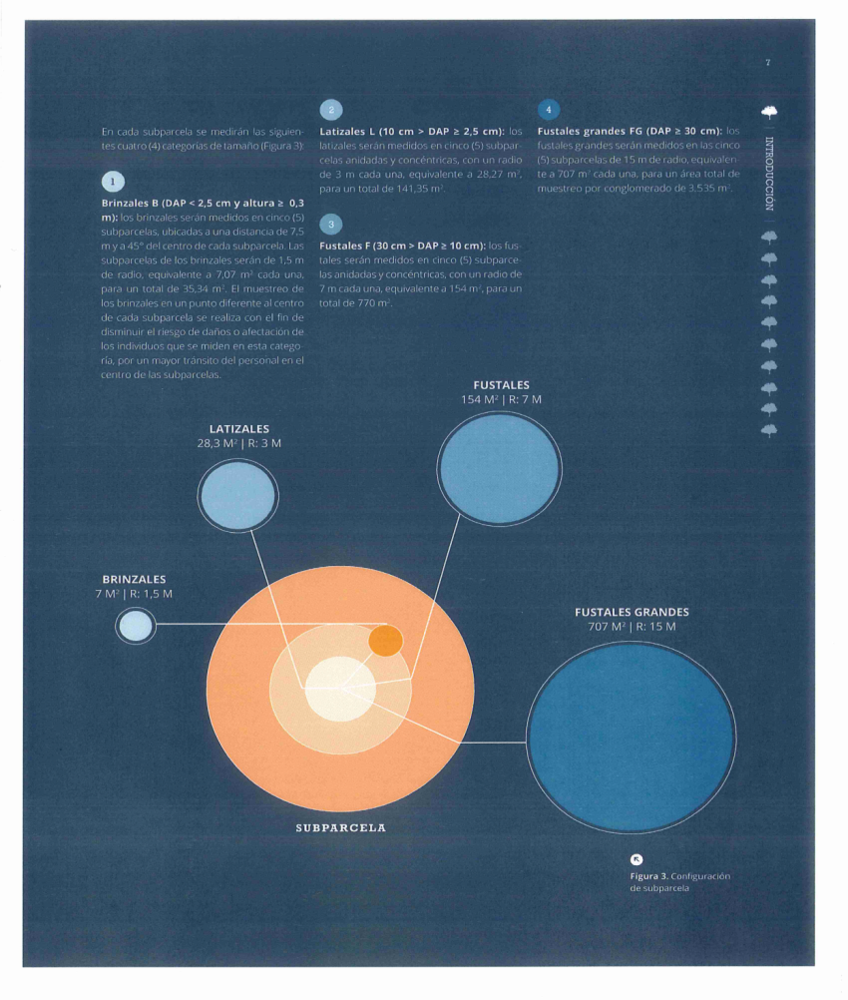 7
INTRODUCCIÓN
En cada subparcela se medirán las siguien-
tes cuatro (4) categorías de tamaño (Figura 3):
1
Brinzales B (DAP < 2,5 cm y altura ≥ 0,3
m): los brinzales serán medidos en cinco (5)
subparcelas, ubicadas a una distancia de 7,5
m y a 45° del centro de cada subparcela. Las
subparcelas de los brinzales serán de 1,5 m
de radio, equivalente a 7,07 m² cada una,
para un total de 35,34 m². El muestreo de
los brinzales en un punto diferente al centro
de cada subparcela se realiza con el fin de
disminuir el riesgo de daños o afectación de
los individuos que se miden en esta catego-
ría, por un mayor tránsito del personal en el
centro de las subparcelas.
2
Latizales L (10 cm > DAP ≥ 2,5 cm): los
latizales serán medidos en cinco (5) subpar-
celas anidadas y concéntricas, con un radio
de 3 m cada una, equivalente a 28,27 m²,
para un total de 141,35 m².
3
Fustales F (30 cm > DAP ≥ 10 cm): los fus-
tales serán medidos en cinco (5) subparce-
las anidadas y concéntricas, con un radio de
7 m cada una, equivalente a 154 m², para un
total de 770 m².
4
Fustales grandes FG (DAP ≥ 30 cm): los
fustales grandes serán medidos en las cinco
(5) subparcelas de 15 m de radio, equivalen-
te a 707 m² cada una, para un área total de
muestreo por conglomerado de 3.535 m².
FUSTALES
154 M² | R: 7 M
LATIZALES
28,3 M² | R: 3 M
BRINZALES
7 M² | R: 1,5 M
FUSTALES GRANDES
707 M² | R: 15 M
SUBPARCELA
Figura 3. Configuración
de subparcela